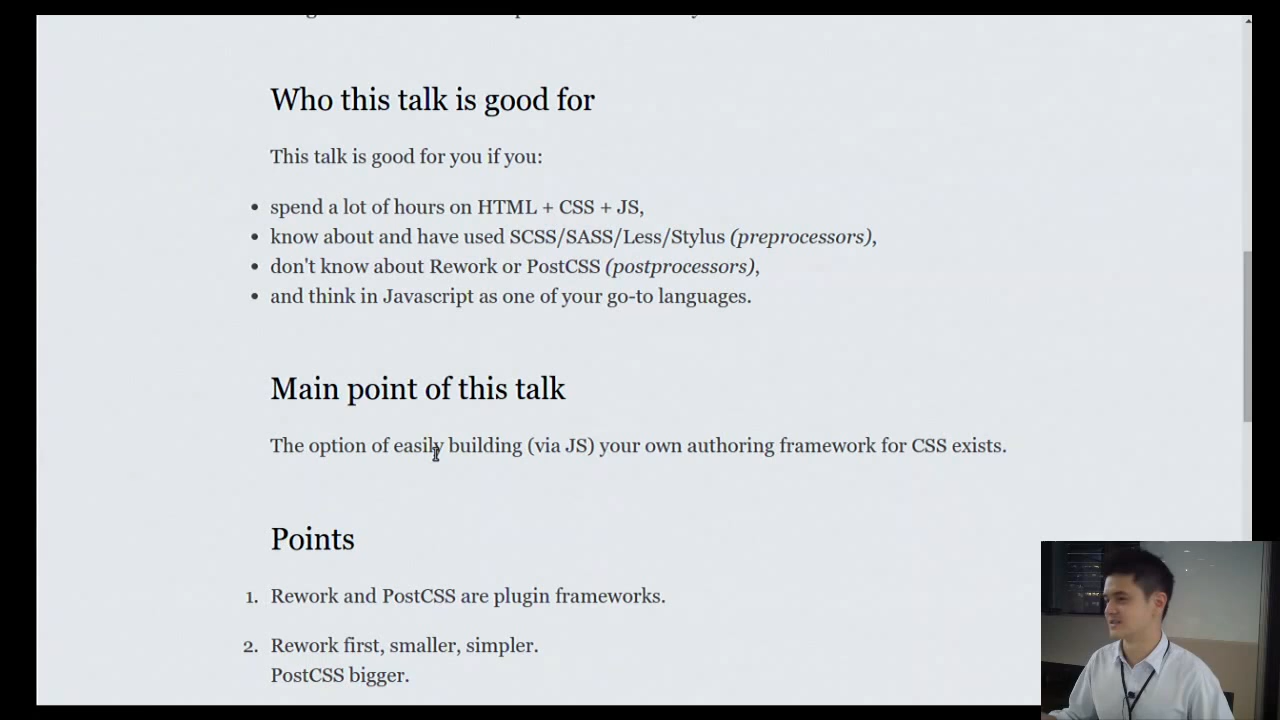 Who this talk is good for
This talk is good for you if you:
• spend a lot of hours on HTML + CSS + JS,
• know about and have used SCSS/SASS/Less/Stylus (preprocessors),
• don't know about Rework or PostCSS (postprocessors),
• and think in Javascript as one of your go-to languages.
Main point of this talk
The option of easily building (via JS) your own authoring framework for CSS exists.
Points
1. Rework and PostCSS are plugin frameworks.
2. Rework first, smaller, simpler.
PostCSS bigger.